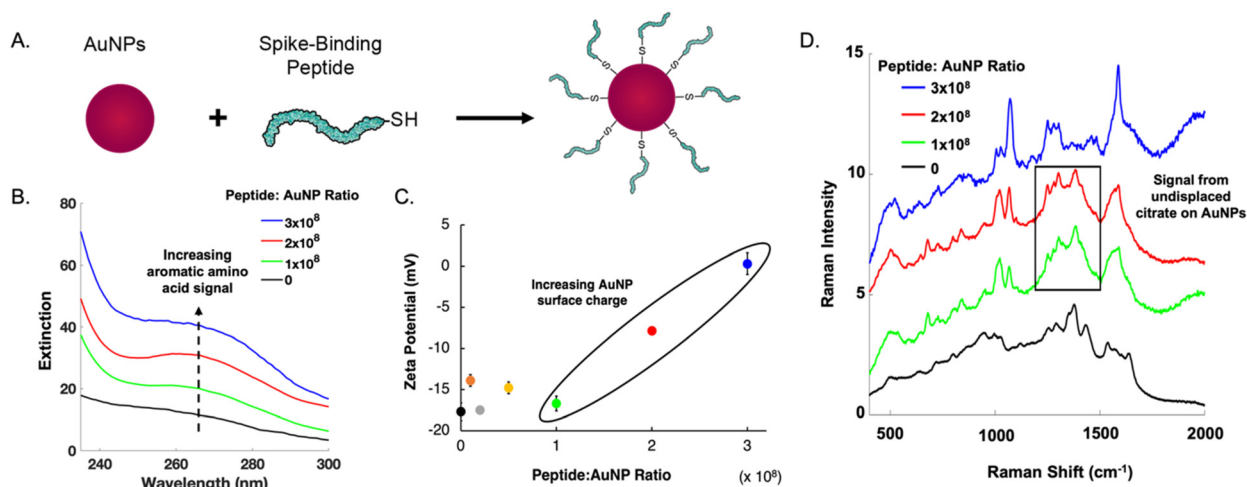 A.
AuNPs
+
Spike-Binding
Peptide
SH
S
S
S
S
S
S
S
S
B.
Peptide: AuNP Ratio
3x10⁸
2x10⁸
1x10⁸
0
Increasing
aromatic amino
acid signal
Extinction
80
60
40
20
0
240
260
280
300
Wavelength (nm)
C.
Increasing AuNP
surface charge
Zeta Potential (mV)
5
0
-5
-10
-15
-20
0
1
2
3
Peptide:AuNP Ratio
(x 10⁸)
D.
Peptide: AuNP Ratio
3x10⁸
2x10⁸
1x10⁸
0
Signal from
undisplaced
citrate on AuNPs
Raman Intensity
15
10
5
0
500
1000
1500
2000
Raman Shift (cm⁻¹)